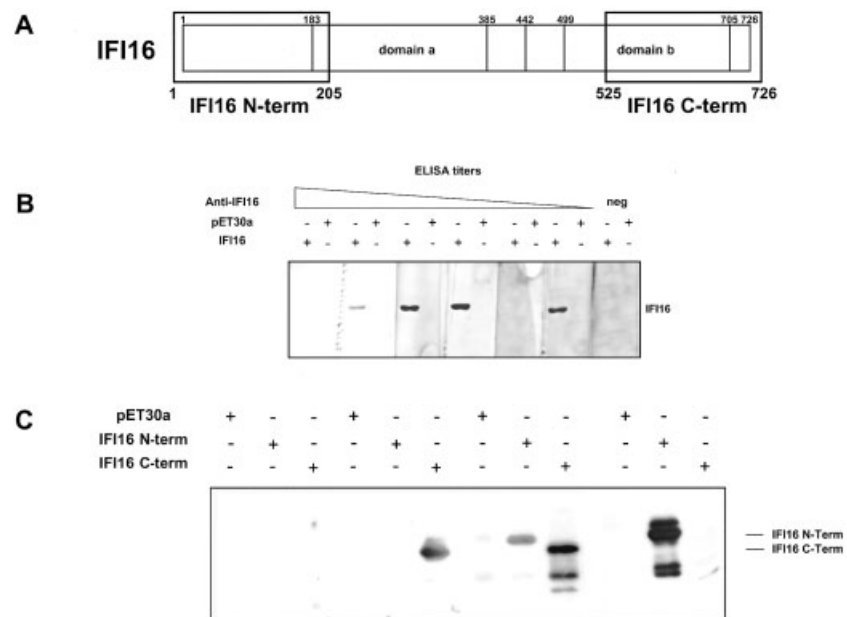 A
IFI16
1 183 385 442 499 705 726
domain a domain b
1 205 525 726
IFI16 N-term IFI16 C-term
B
ELISA titers
Anti-IFI16 neg
pET30a - + - + - + - + - + - + - +
IFI16 + - + - + - + - + - + - + -
IFI16
C
pET30a + - - + - - + - - + - -
IFI16 N-term - + - - + - - + - - + -
IFI16 C-term - - + - - + - - + - - +
IFI16 N-Term
IFI16 C-Term